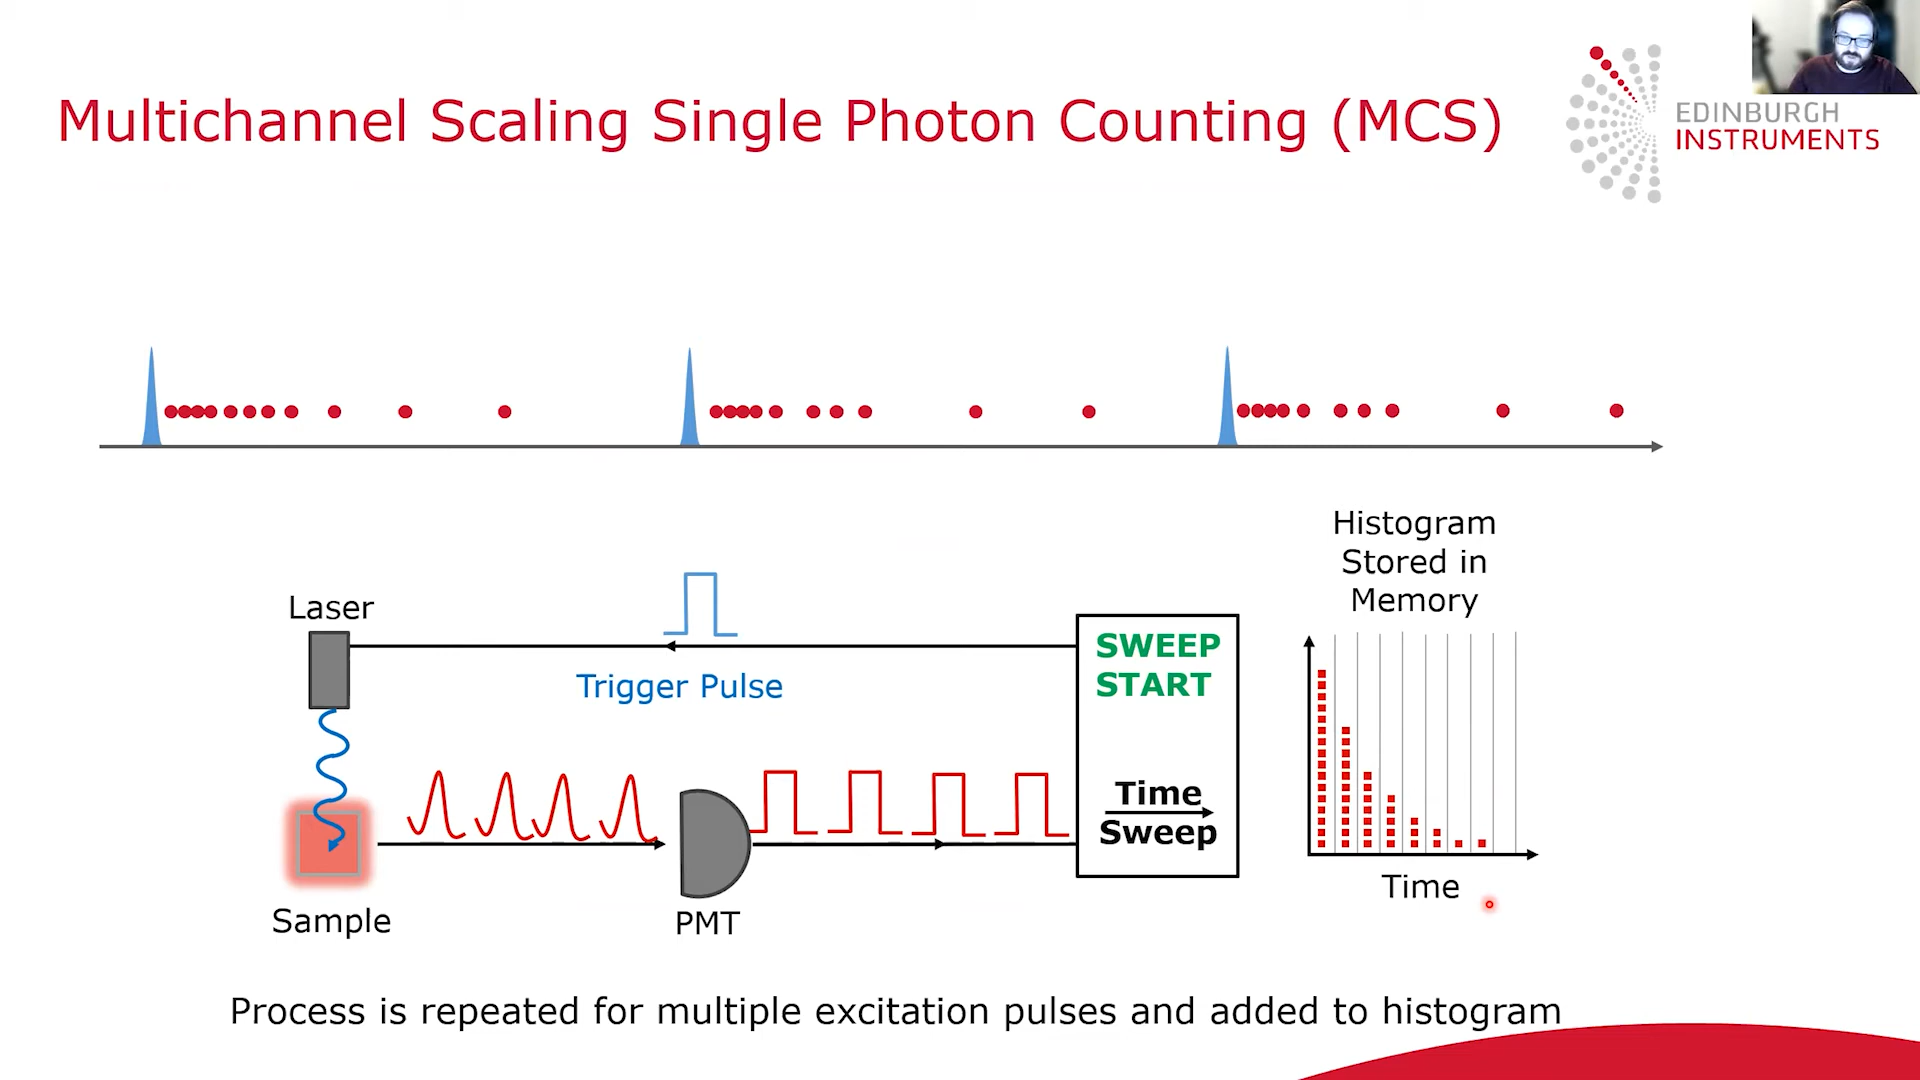 Multichannel Scaling Single Photon Counting (MCS)
EDINBURGH
INSTRUMENTS
Histogram
Stored in
Memory
Laser
Trigger Pulse
SWEEP
START
Time
Sweep
Time
Sample
PMT
Process is repeated for multiple excitation pulses and added to histogram